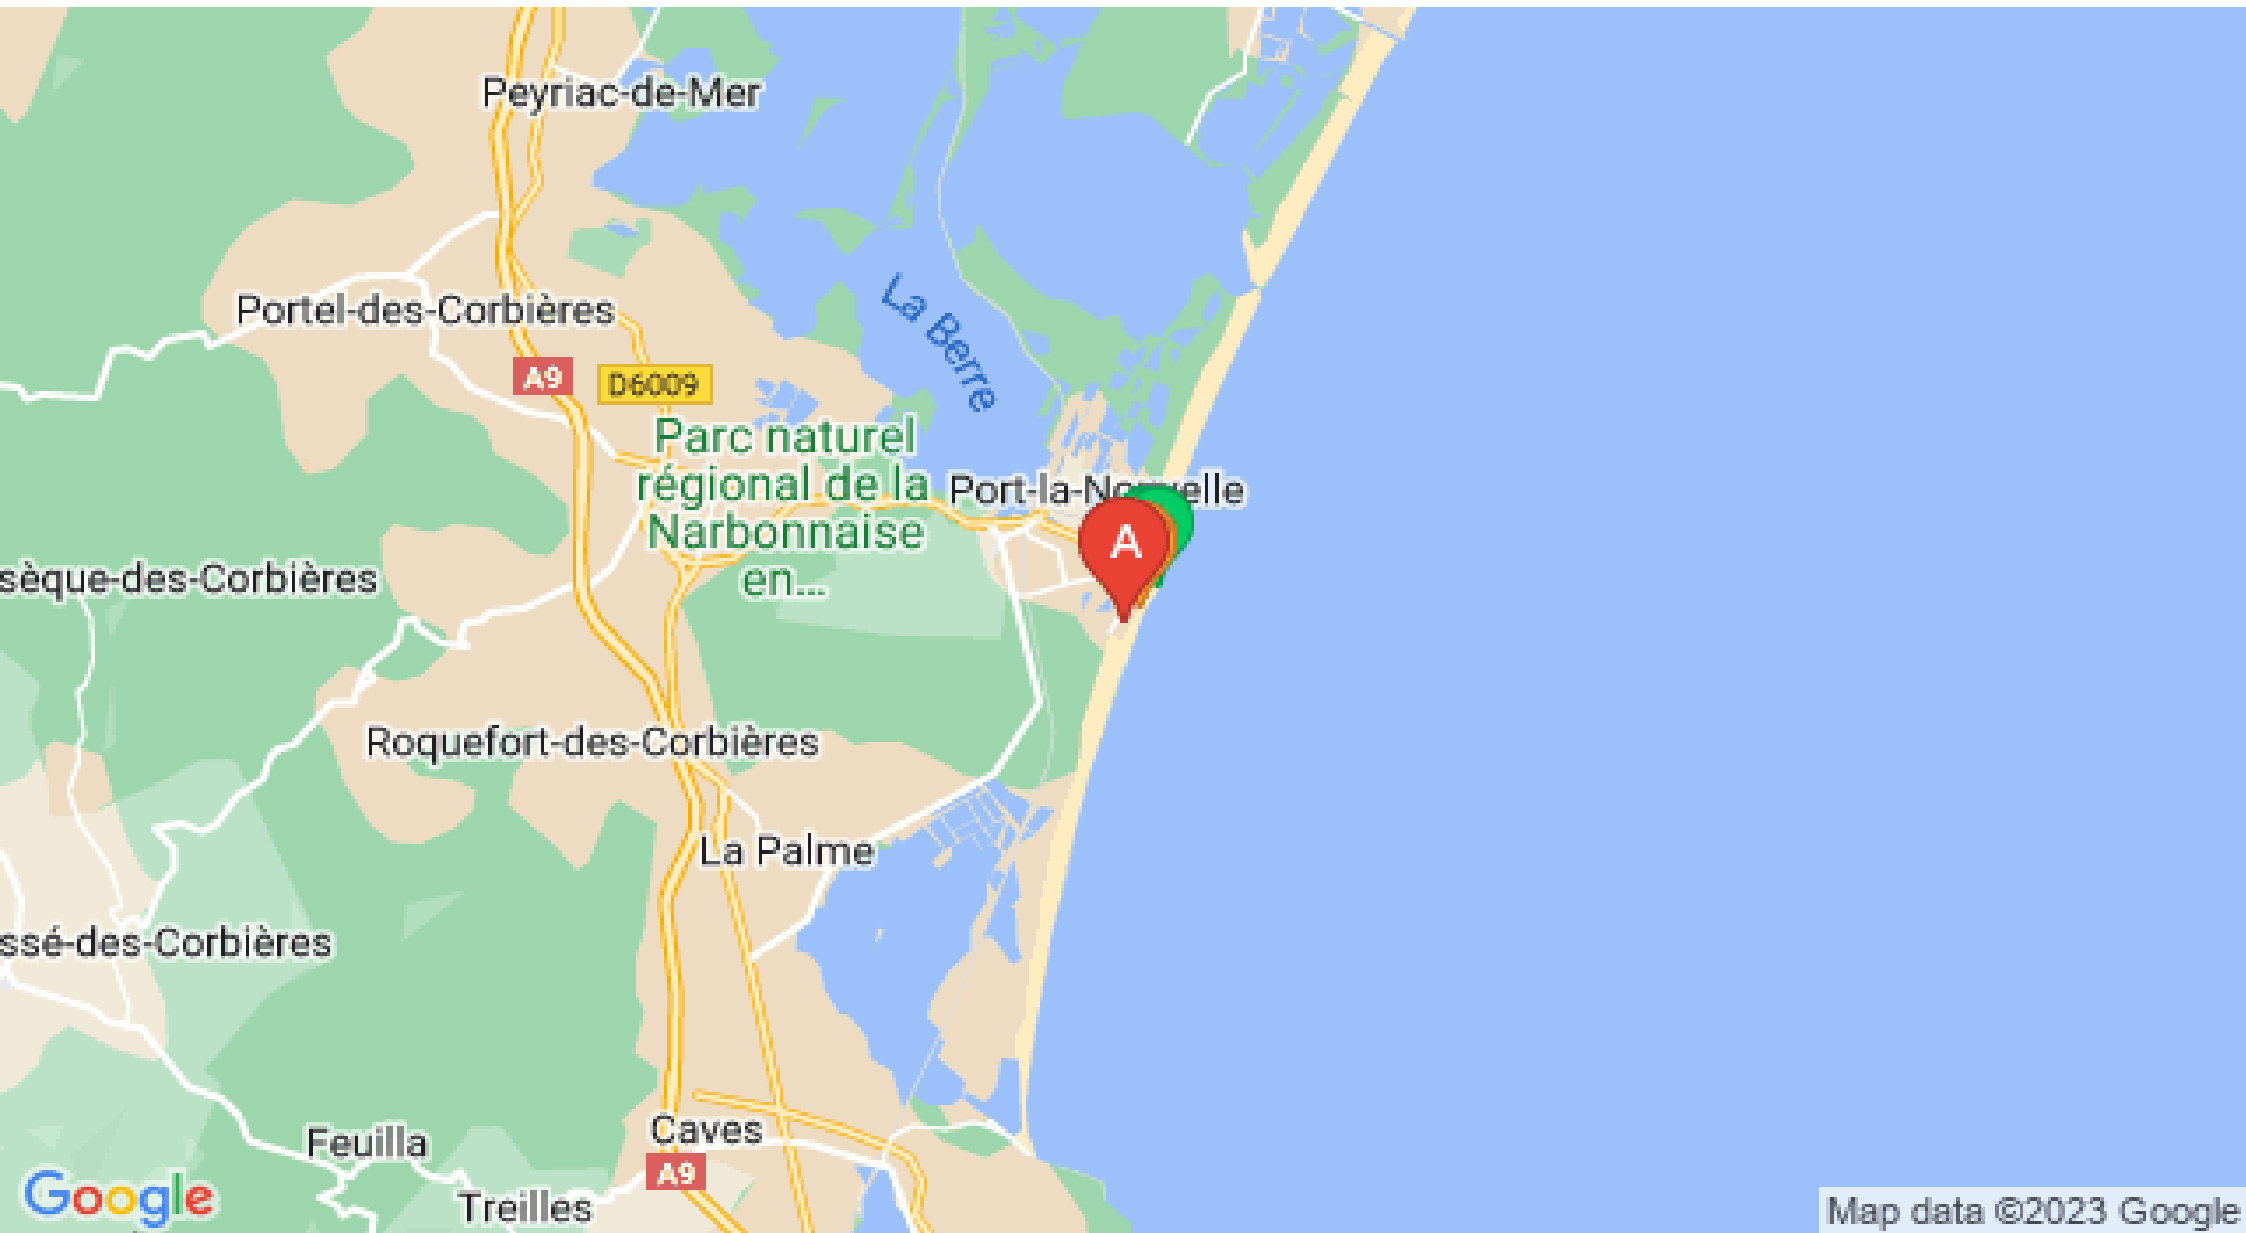 Peyriac-de-Mer
Portel-des-Corbières
La Berre
A9
D6009
Parc naturel
régional de la
Narbonnaise
en...
Port-la-No velle
A
sèque-des-Corbières
Roquefort-des-Corbières
La Palme
ssé-des-Corbières
Feuilla
Caves
A9
Treilles
Google
Map data ©2023 Google